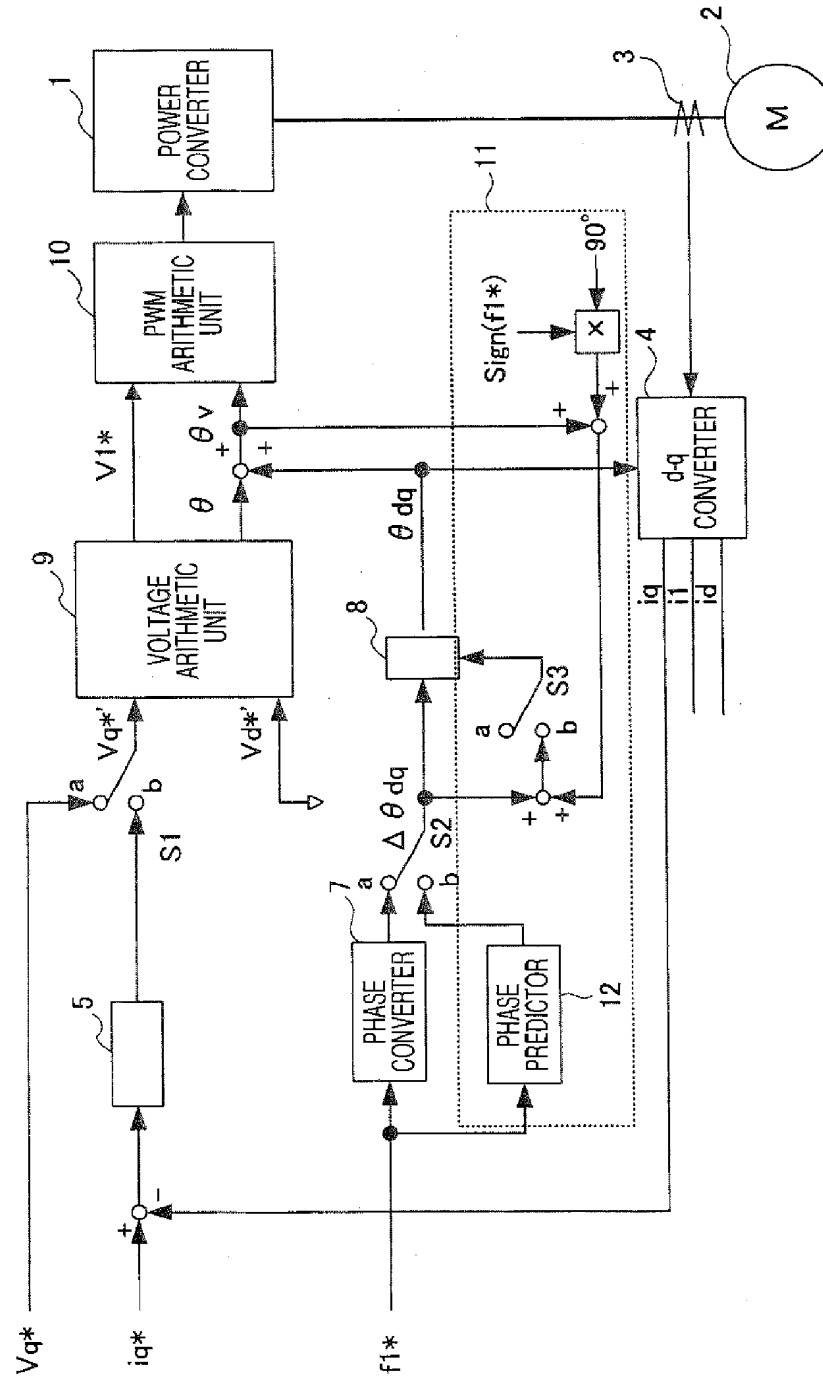 Vq*
iq*
f1*
+
-
5
S1
a
b
Vq*'
Vd*'
9
VOLTAGE
ARITHMETIC
UNIT
V1*
θ
+
+
θv
10
PWM
ARITHMETIC
UNIT
1
POWER
CONVERTER
7
PHASE
CONVERTER
a
b
Δθdq
S2
8
θdq
11
12
PHASE
PREDICTOR
+
+
a
b
S3
+
+
Sign(f1*)
×
90°
4
d-q
CONVERTER
iq
i1
id
3
2
M